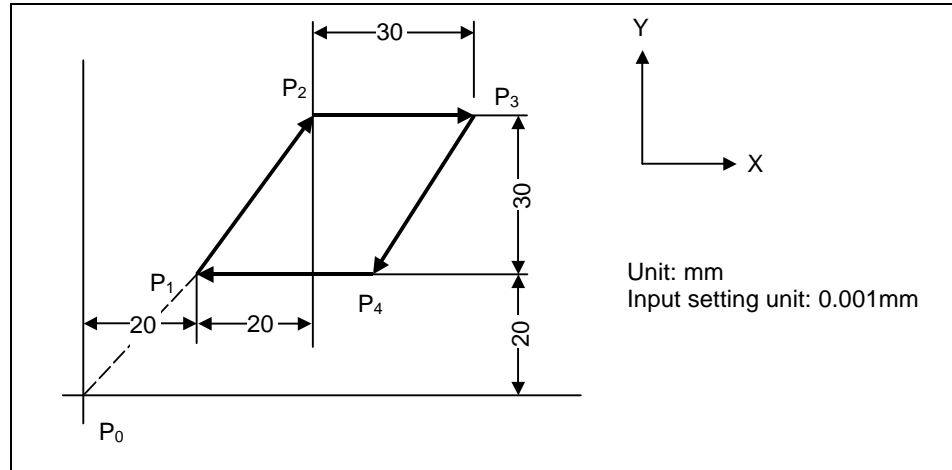 30
Y
P₂
P₃
X
30
P₁
P₄
Unit: mm
Input setting unit: 0.001mm
20
20
20
P₀